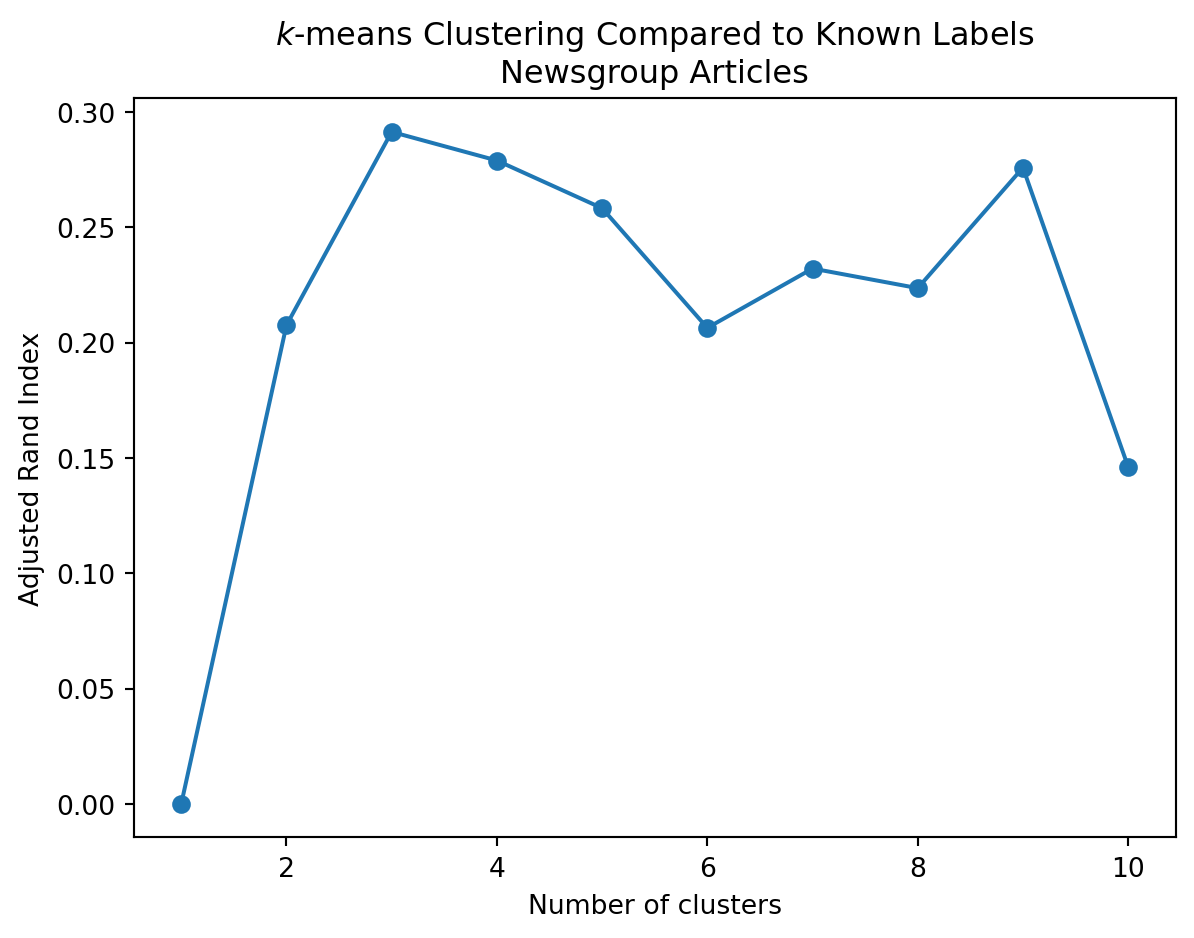 k-means Clustering Compared to Known Labels
Newsgroup Articles
0.30
0.25
0.20
0.15
0.10
0.05
0.00
Adjusted Rand Index
2 4 6 8 10
Number of clusters